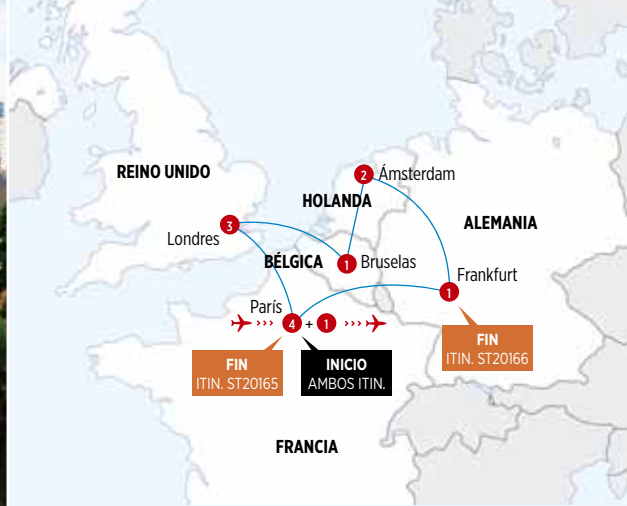 REINO UNIDO
2 Ámsterdam
HOLANDA
3
Londres
ALEMANIA
BÉLGICA
1 Bruselas
Frankfurt
1
París
4 + 1
FIN
ITIN. ST20165
INICIO
AMBOS ITIN.
FIN
ITIN. ST20166
FRANCIA